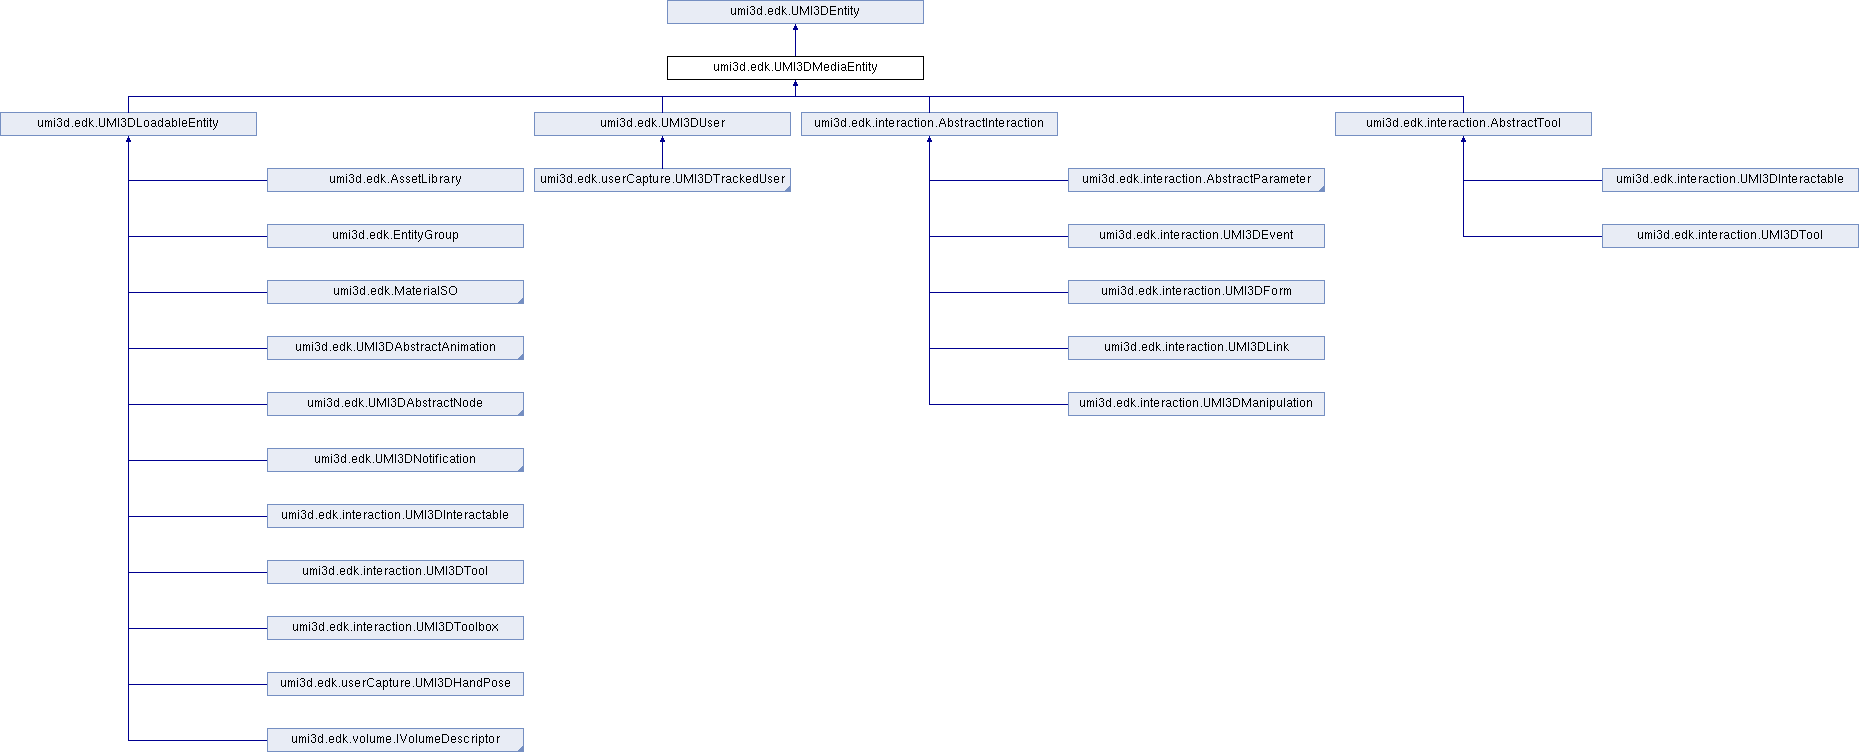 umi3d.edk.UMI3DEntity
umi3d.edk.UMI3DMediaEntity
umi3d.edk.UMI3DLoadableEntity
umi3d.edk.UMI3DUser
umi3d.edk.interaction.AbstractInteraction
umi3d.edk.interaction.AbstractTool
umi3d.edk.AssetLibrary
umi3d.edk.userCapture.UMI3DTrackedUser
umi3d.edk.interaction.AbstractParameter
umi3d.edk.interaction.UMI3DInteractable
umi3d.edk.EntityGroup
umi3d.edk.interaction.UMI3DEvent
umi3d.edk.interaction.UMI3DTool
umi3d.edk.MaterialSO
umi3d.edk.interaction.UMI3DForm
umi3d.edk.UMI3DAbstractAnimation
umi3d.edk.interaction.UMI3DLink
umi3d.edk.UMI3DAbstractNode
umi3d.edk.interaction.UMI3DManipulation
umi3d.edk.UMI3DNotification
umi3d.edk.interaction.UMI3DInteractable
umi3d.edk.interaction.UMI3DTool
umi3d.edk.interaction.UMI3DToolbox
umi3d.edk.userCapture.UMI3DHandPose
umi3d.edk.volume.IVolumeDescriptor